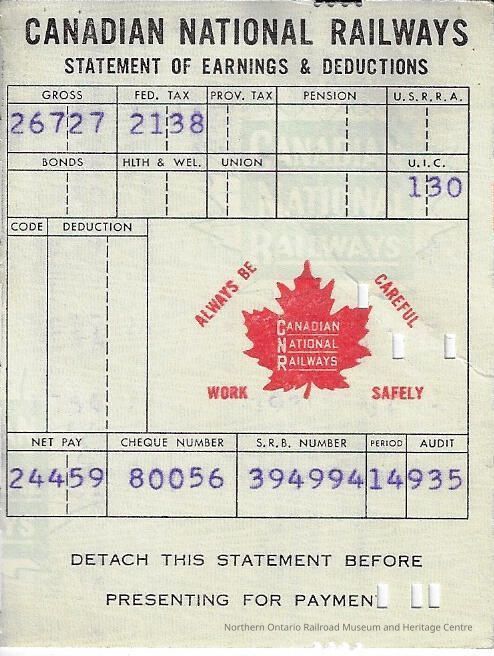 CANADIAN NATIONAL RAILWAYS
STATEMENT OF EARNINGS & DEDUCTIONS
GROSS FED. TAX PROV. TAX PENSION U.S.R.R.A.
26727 2138
BONDS HLTH & WEL. UNION U.I.C.
130
CODE DEDUCTION
ALWAYS BE CAREFUL
CANADIAN
NATIONAL
RAILWAYS
WORK SAFELY
NET PAY CHEQUE NUMBER S.R.B. NUMBER PERIOD AUDIT
24459 80056 394994 14 935
DETACH THIS STATEMENT BEFORE
PRESENTING FOR PAYMENT
Northern Ontario Railroad Museum and Heritage Centre